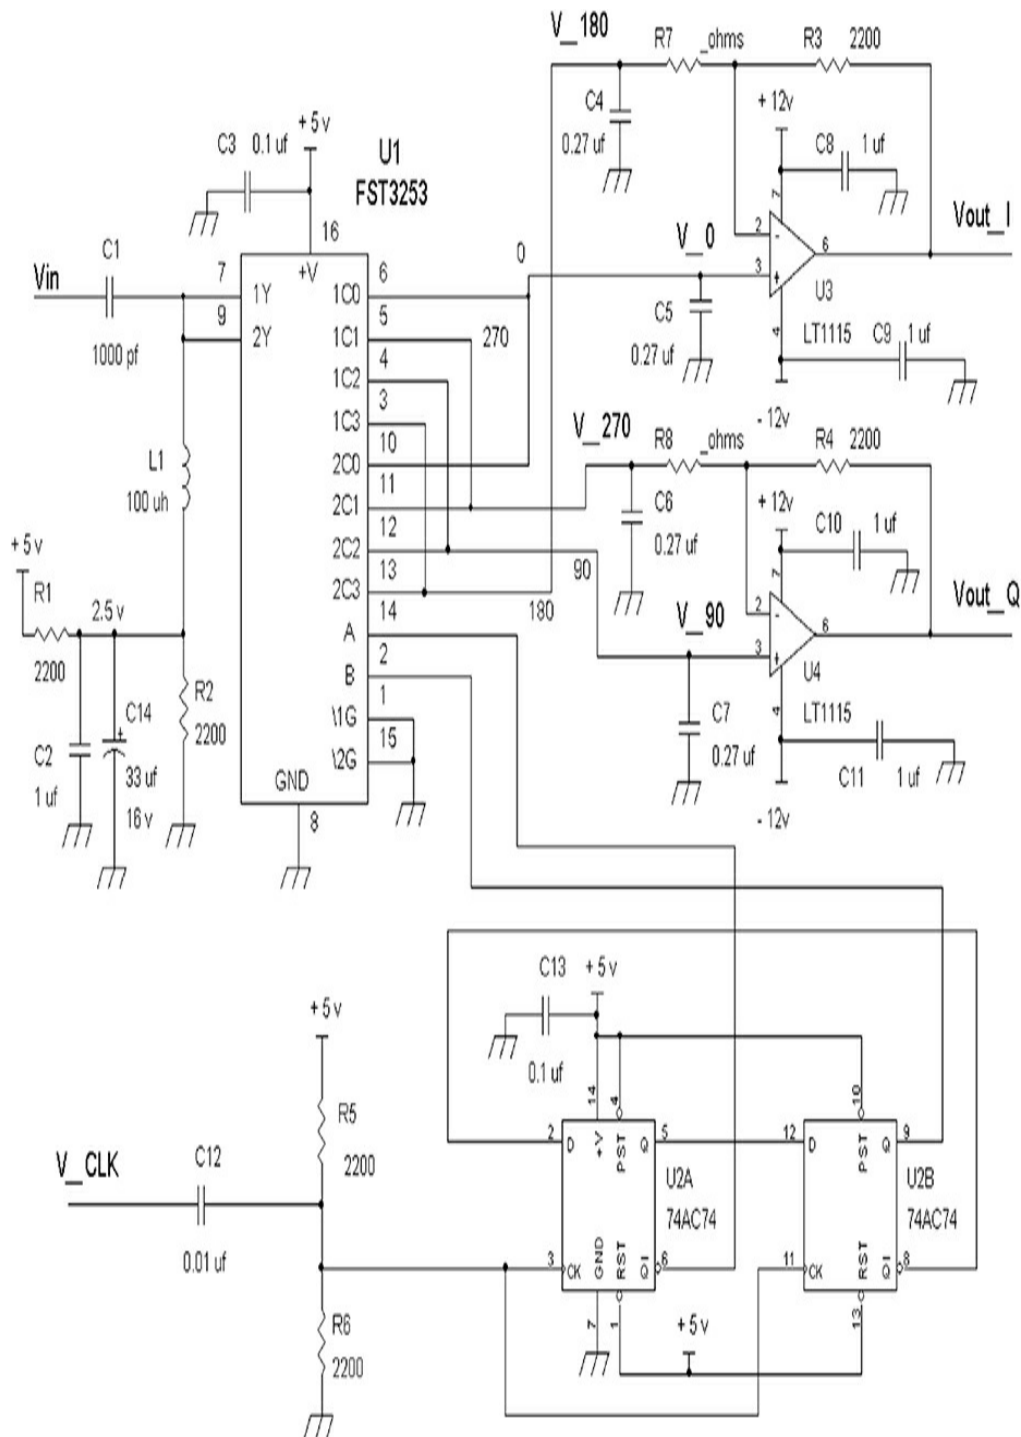 V_180
R7 _ohms
R3 2200
C4
0.27 uf
+ 12v
C8 1 uf
7
2
-
3
+
6
4
U3
LT1115
C9 1 uf
- 12v
Vout_I
V_0
C5
0.27 uf
C3 0.1 uf
+ 5 v
U1
FST3253
16
+V
Vin
C1
1000 pf
7
1Y
9
2Y
6
1C0
5
1C1
4
1C2
3
1C3
10
2C0
11
2C1
12
2C2
13
2C3
14
A
2
B
1
\1G
15
\2G
GND
8
0
270
90
180
L1
100 uh
+ 5 v
R1
2200
2.5 v
R2
2200
C2
1 uf
C14
+
33 uf
16 v
V_270
R8 _ohms
R4 2200
C6
0.27 uf
+ 12v
C10 1 uf
7
2
-
3
+
6
4
U4
LT1115
C11 1 uf
- 12v
Vout_Q
V_90
C7
0.27 uf
C13
0.1 uf
+ 5 v
+ 5 v
R5
2200
V_CLK
C12
0.01 uf
R6
2200
14
4
2
D
+V
PST
Q
5
U2A
74AC74
3
CK
GND
RST
Q\
6
7
1
10
12
D
PST
Q
9
U2B
74AC74
11
CK
RST
Q\
8
13
+ 5 v